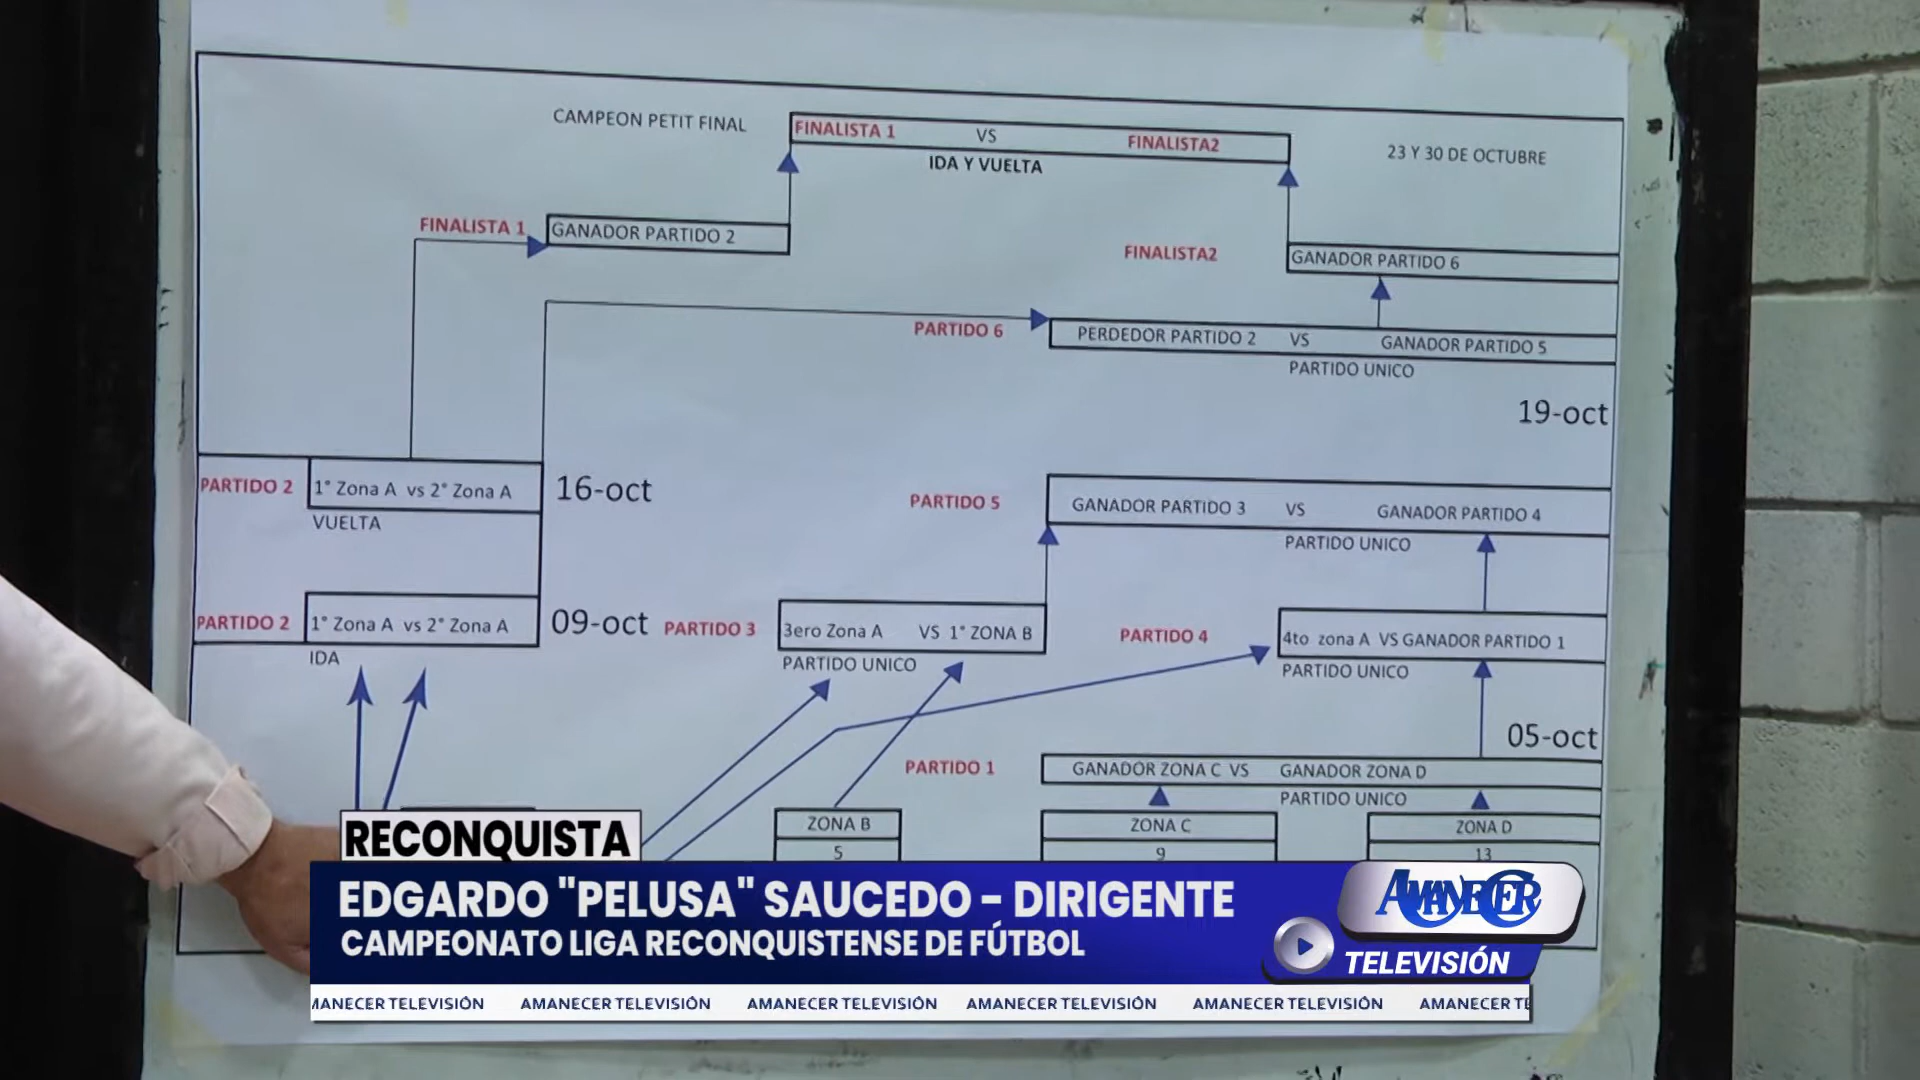 CAMPEON PETIT FINAL
FINALISTA 1 VS FINALISTA2
IDA Y VUELTA
23 Y 30 DE OCTUBRE
FINALISTA 1
GANADOR PARTIDO 2
FINALISTA2
GANADOR PARTIDO 6
PARTIDO 6
PERDEDOR PARTIDO 2 VS GANADOR PARTIDO 5
PARTIDO UNICO
19-oct
PARTIDO 2
1° Zona A vs 2° Zona A
16-oct
VUELTA
PARTIDO 5
GANADOR PARTIDO 3 VS GANADOR PARTIDO 4
PARTIDO UNICO
PARTIDO 2
1° Zona A vs 2° Zona A
09-oct
IDA
PARTIDO 3
3ero Zona A VS 1° ZONA B
PARTIDO UNICO
PARTIDO 4
4to zona A VS GANADOR PARTIDO 1
PARTIDO UNICO
05-oct
PARTIDO 1
GANADOR ZONA C VS GANADOR ZONA D
PARTIDO UNICO
ZONA B
ZONA C
ZONA D
5
9
13
RECONQUISTA
EDGARDO "PELUSA" SAUCEDO - DIRIGENTE
CAMPEONATO LIGA RECONQUISTENSE DE FÚTBOL
AMANECER
TELEVISIÓN
MANECER TELEVISIÓN AMANECER TELEVISIÓN AMANECER TELEVISIÓN AMANECER TELEVISIÓN AMANECER TELEVISIÓN AMANECER TE